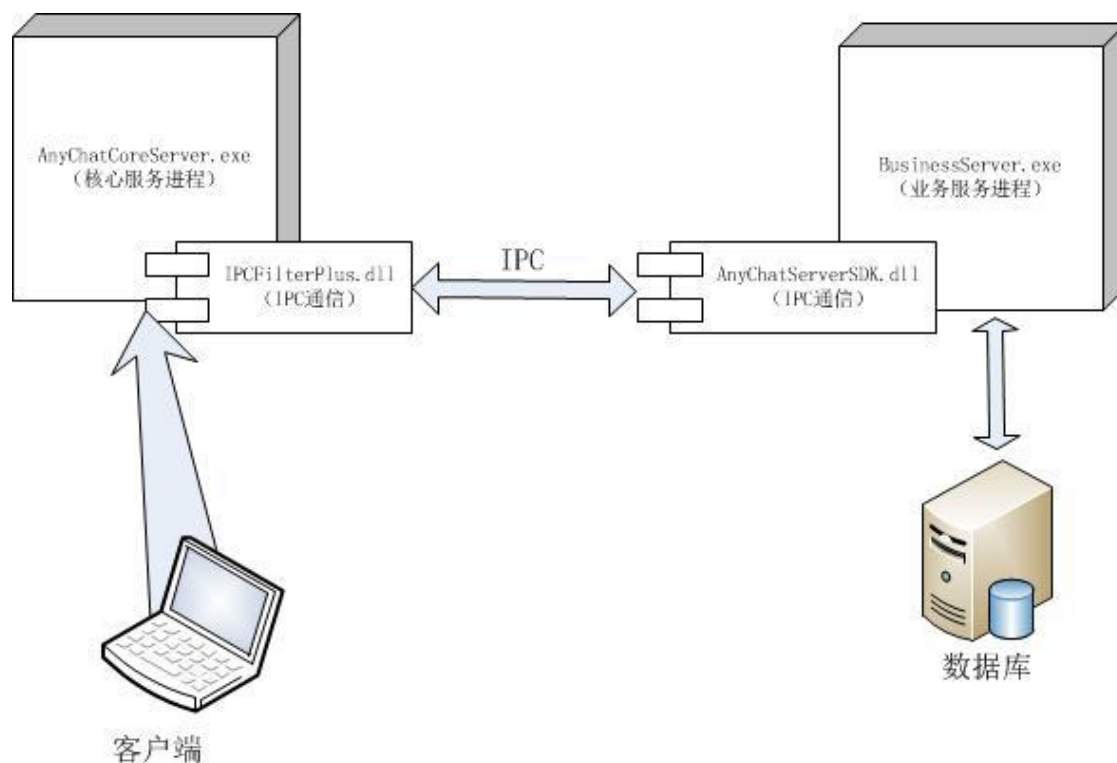 AnyChatCoreServer.exe
（核心服务进程）
BusinessServer.exe
（业务服务进程）
IPCFilterPlus.dll
（IPC通信）
IPC
AnyChatServerSDK.dll
（IPC通信）
数据库
客户端